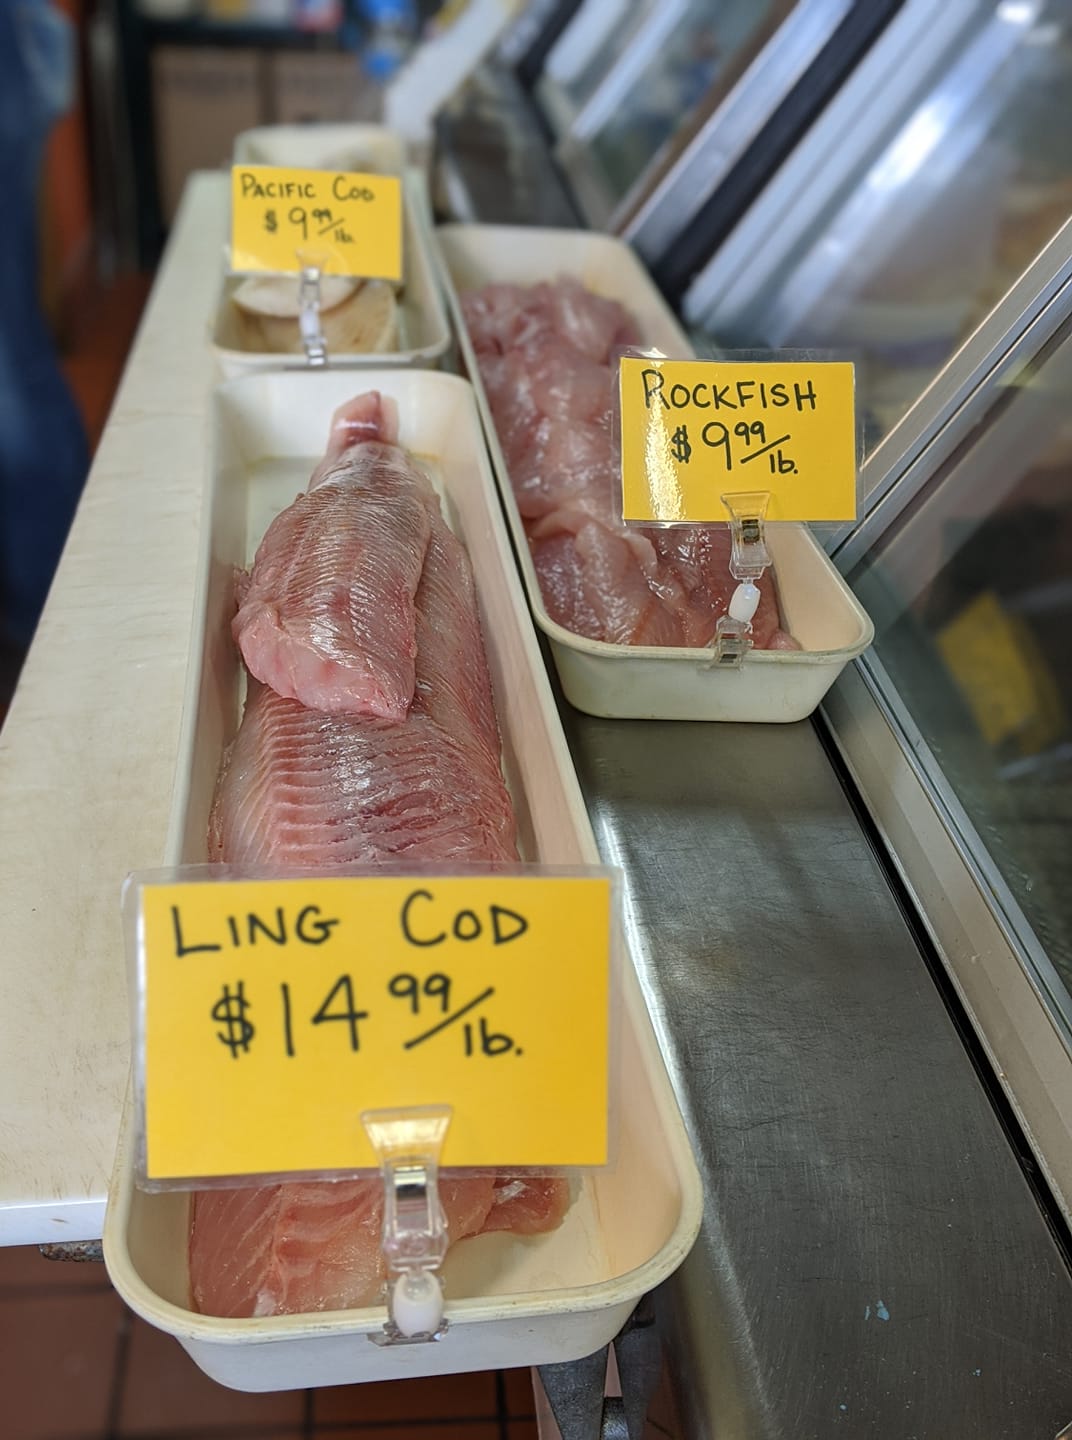 PACIFIC COD
$9.99/lb.
ROCKFISH
$9.99/lb.
LING COD
$14.99/lb.